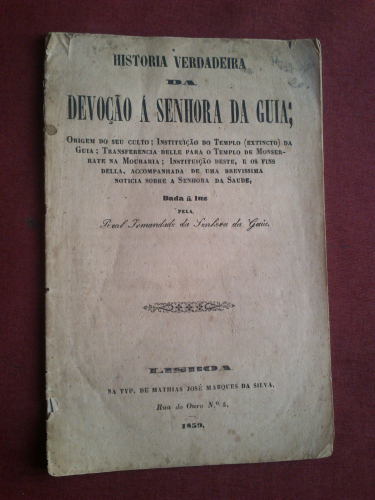 HISTORIA VERDADEIRA
DA
DEVOÇÃO Á SENHORA DA GUIA;
ORIGEM DO SEU CULTO; INSTITUIÇÃO DO TEMPLO (EXTINCTO) DA
GUIA; TRANSFERENCIA DELLE PARA O TEMPLO DE MONSER-
RATE NA MOURARIA; INSTITUIÇÃO DESTE, E OS FINS
DELLA, ACCOMPANHADA DE UMA BREVISSIMA
NOTICIA SOBRE A SENHORA DA SAUDE,
Dada á luz
PELA
Real Irmandade da Senhora da Guia.
LISBOA
NA TYP. DE MATHIAS JOSÉ MARQUES DA SILVA.
Rua do Ouro N.º 5.
1859.